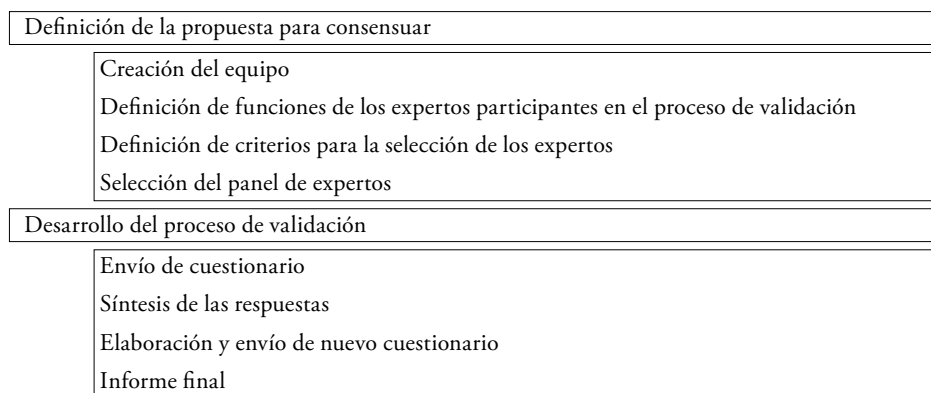 Definición de la propuesta para consensuar
Creación del equipo
Definición de funciones de los expertos participantes en el proceso de validación
Definición de criterios para la selección de los expertos
Selección del panel de expertos
Desarrollo del proceso de validación
Envío de cuestionario
Síntesis de las respuestas
Elaboración y envío de nuevo cuestionario
Informe final